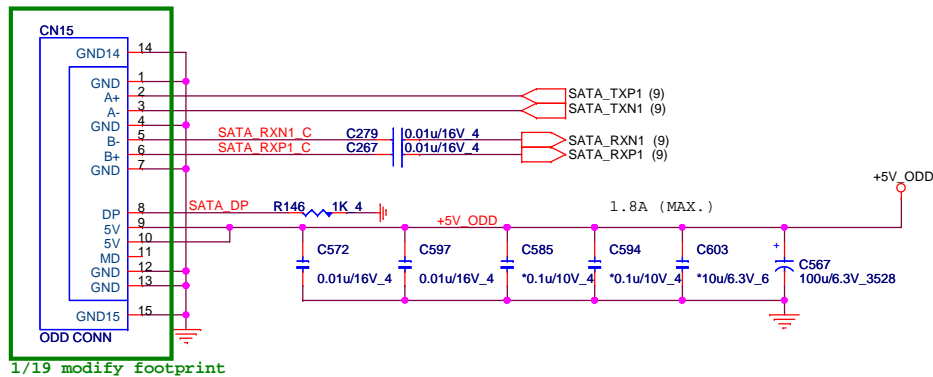 CN15
GND14 14
GND 1
A+ 2
A- 3
GND 4
B- 5
B+ 6
GND 7
SATA_TXP1 (9)
SATA_TXN1 (9)
SATA_RXN1_C C279 0.01u/16V_4 SATA_RXN1 (9)
SATA_RXP1_C C267 0.01u/16V_4 SATA_RXP1 (9)
+5V_ODD
DP 8 SATA_DP R146 1K_4
1.8A (MAX.)
5V 9 +5V_ODD
5V 10
MD 11
GND 12
GND 13
GND15 15
C572 C597 C585 C594 C603 + C567
0.01u/16V_4 0.01u/16V_4 *0.1u/10V_4 *0.1u/10V_4 *10u/6.3V_6 100u/6.3V_3528
ODD CONN
1/19 modify footprint